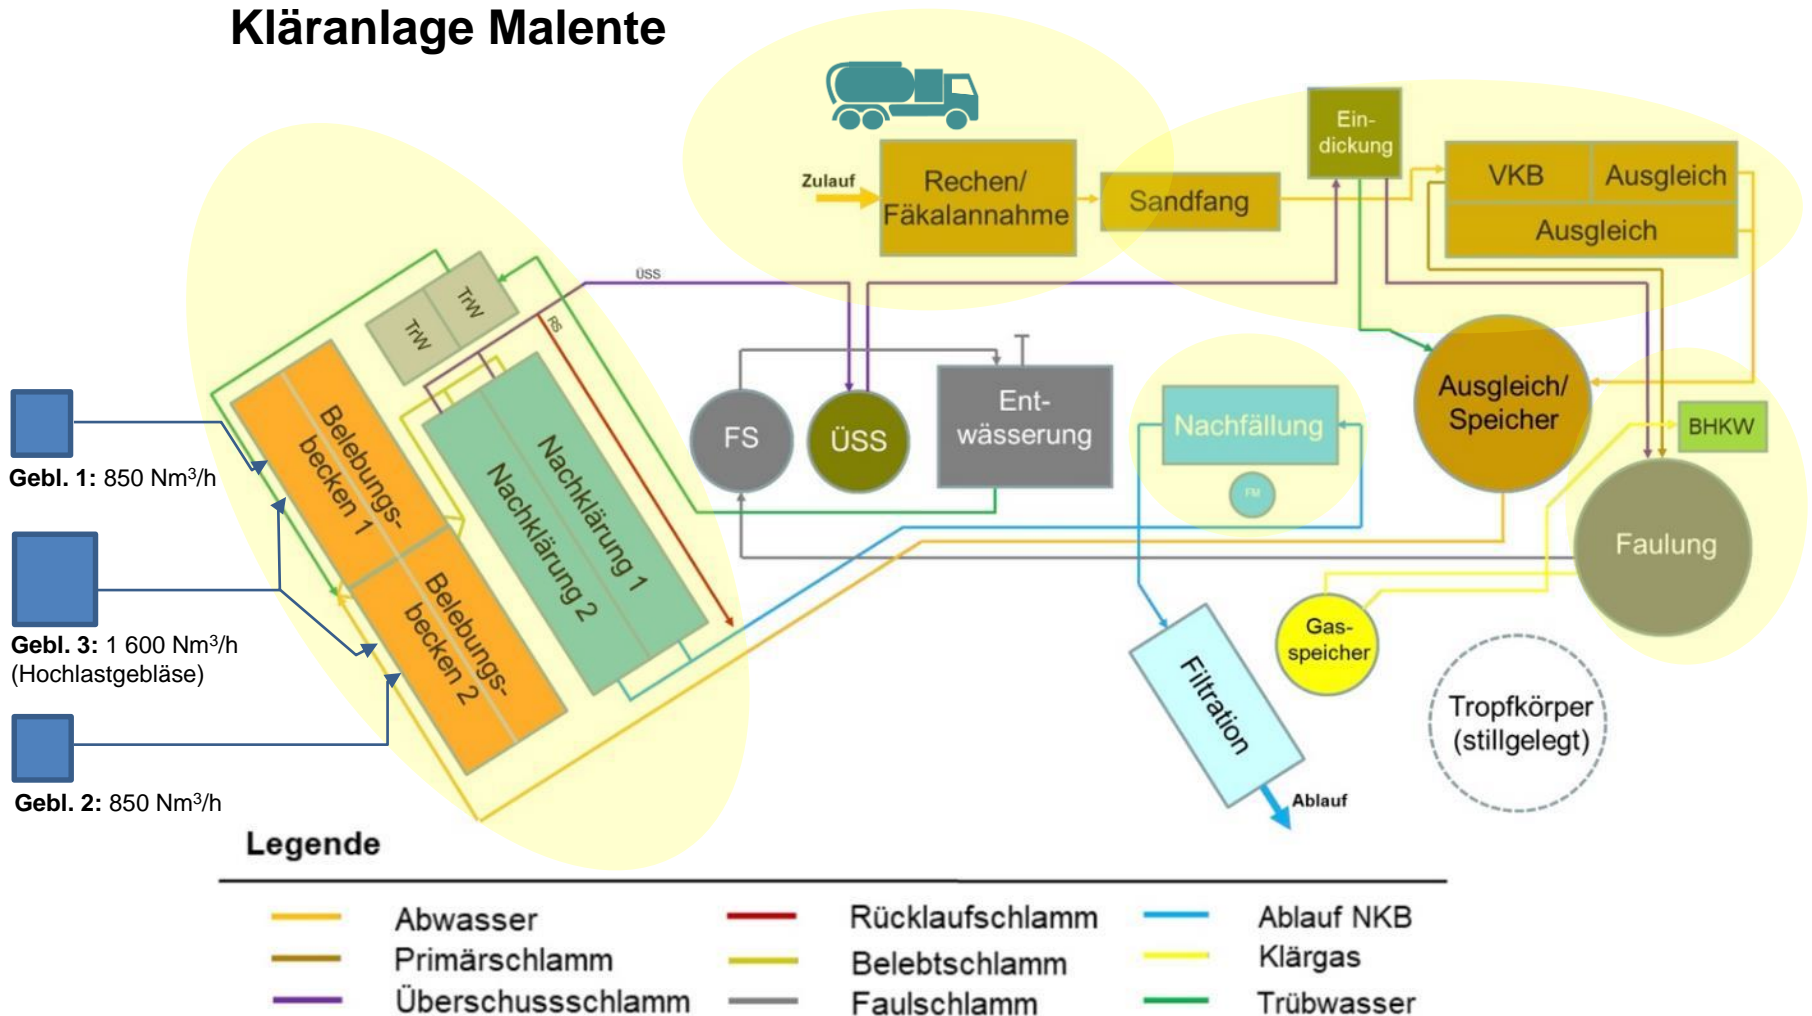 Kläranlage Malente
Ein-
dickung
Zulauf
Rechen/
Fäkalannahme
Sandfang
VKB
Ausgleich
Ausgleich
ÜSS
TrW
TrW
RS
Belebungs-
becken 1
Belebungs-
becken 2
Nachklärung 1
Nachklärung 2
FS
ÜSS
Ent-
wässerung
Nachfällung
FM
Ausgleich/
Speicher
BHKW
Faulung
Gas-
speicher
Filtration
Ablauf
Tropfkörper
(stillgelegt)
Gebl. 1: 850 Nm³/h
Gebl. 3: 1 600 Nm³/h
(Hochlastgebläse)
Gebl. 2: 850 Nm³/h
Legende
Abwasser
Primärschlamm
Überschussschlamm
Rücklaufschlamm
Belebtschlamm
Faulschlamm
Ablauf NKB
Klärgas
Trübwasser